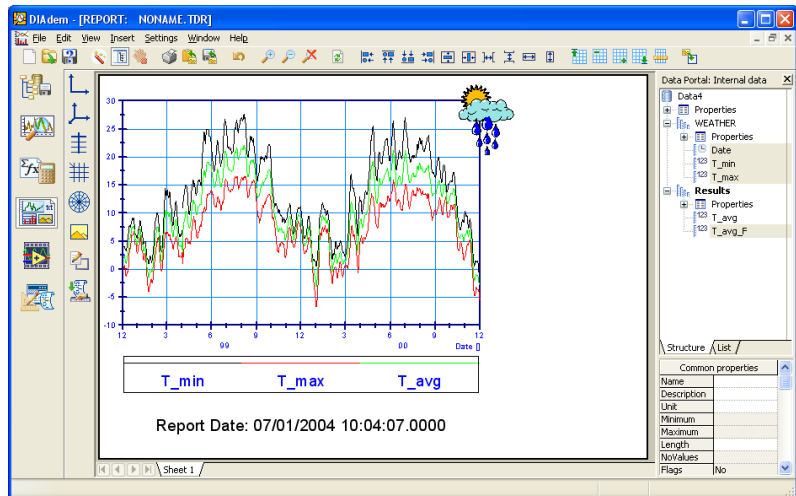 DIAdem - [REPORT: NONAME.TDR]
File Edit View Insert Settings Window Help
Data Portal: Internal data
Data4
Properties
WEATHER
Properties
Date
T_min
T_max
Results
Properties
T_avg
T_avg_F
30
25
20
15
10
5
0
-5
-10
12 3 6 9 12 3 6 9 12
99 00 Date []
T_min T_max T_avg
Report Date: 07/01/2004 10:04:07.0000
Sheet 1
Structure List
Common properties
Name
Description
Unit
Minimum
Maximum
Length
NoValues
Flags No